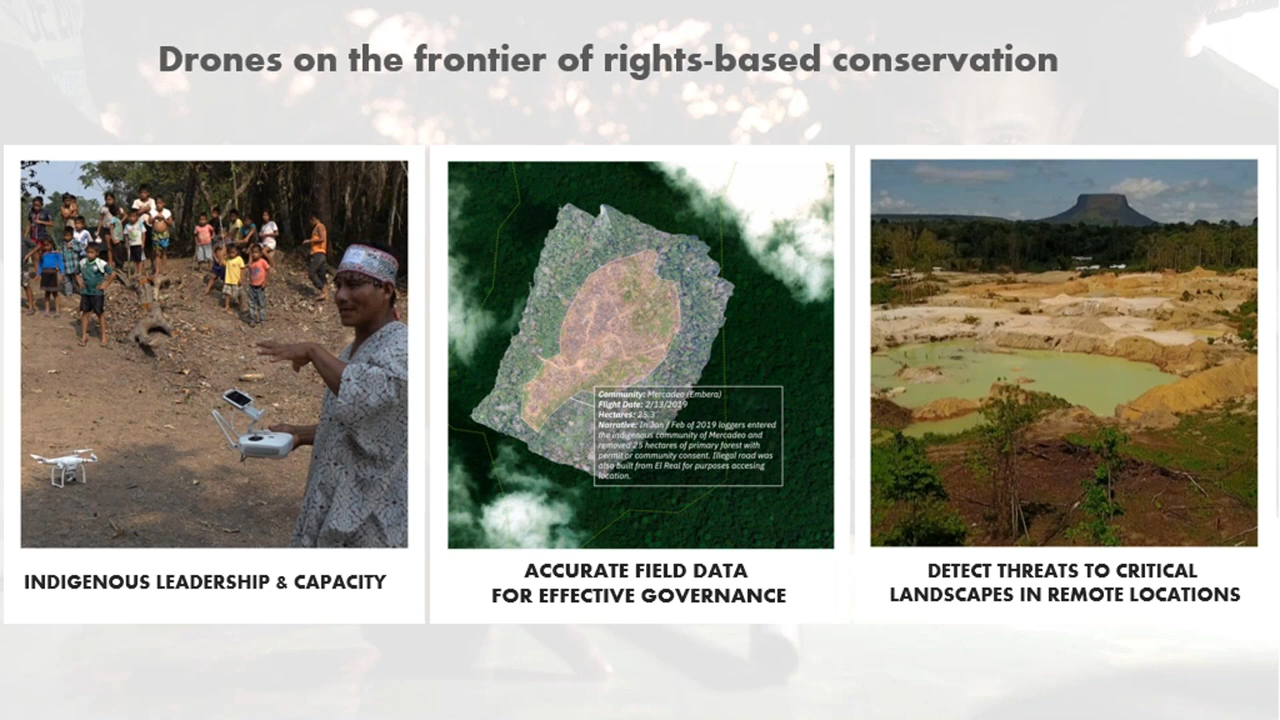 Drones on the frontier of rights-based conservation
Community: Mercadeo (Embera)
Flight Date: 2/13/2019
Hectares: 25.3
Narrative: In Jan / Feb of 2019 loggers entered
the indigenous community of Mercadeo and
removed 25 hectares of primary forest with
permit or community consent. Illegal road was
also built from El Real for purposes accesing
location.
INDIGENOUS LEADERSHIP & CAPACITY
ACCURATE FIELD DATA
FOR EFFECTIVE GOVERNANCE
DETECT THREATS TO CRITICAL
LANDSCAPES IN REMOTE LOCATIONS